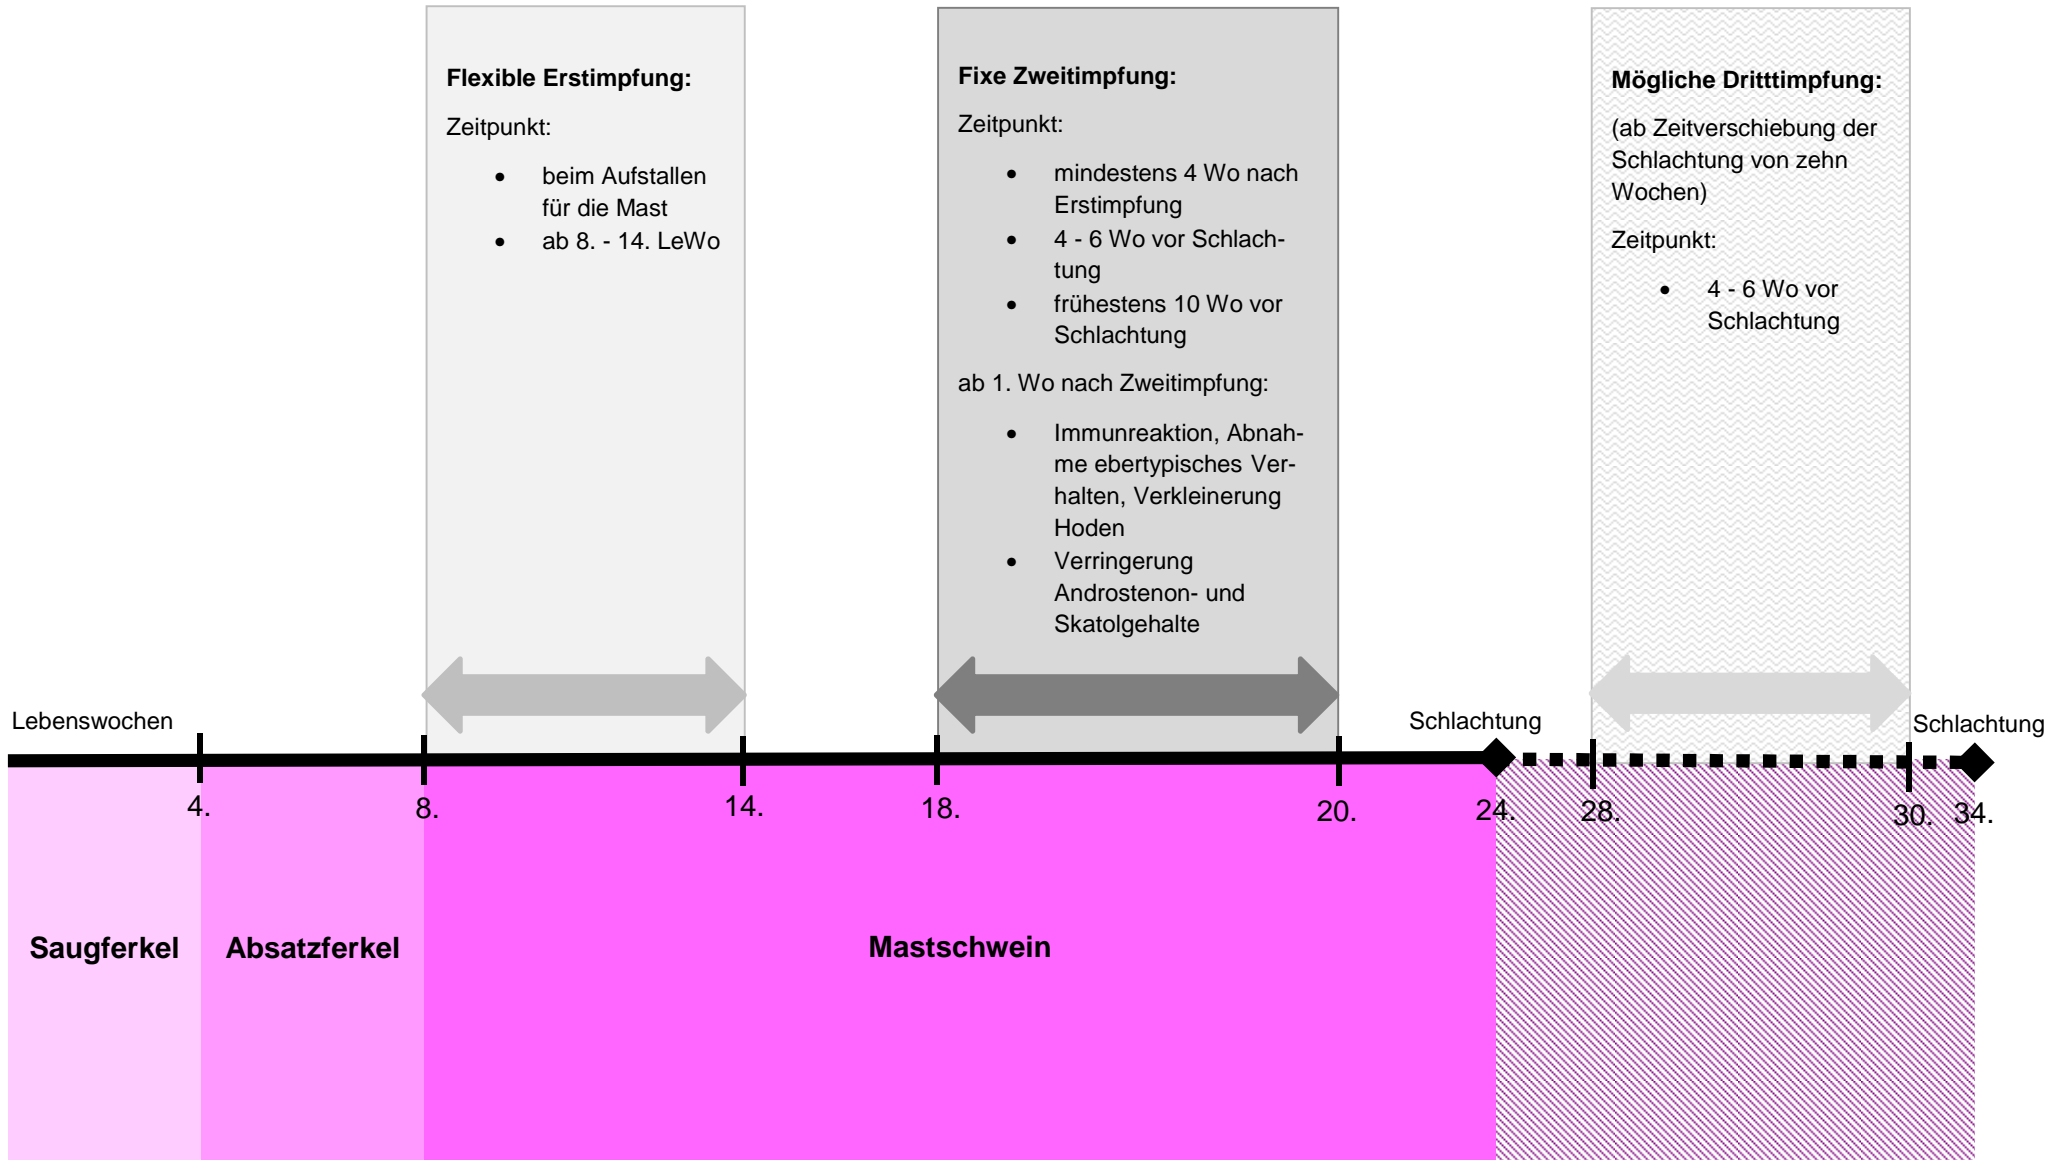 Flexible Erstimpfung:
Zeitpunkt:
• beim Aufstallen
für die Mast
• ab 8. - 14. LeWo
Fixe Zweitimpfung:
Zeitpunkt:
• mindestens 4 Wo nach
Erstimpfung
• 4 - 6 Wo vor Schlach-
tung
• frühestens 10 Wo vor
Schlachtung
ab 1. Wo nach Zweitimpfung:
• Immunreaktion, Abnah-
me ebertypisches Ver-
halten, Verkleinerung
Hoden
• Verringerung
Androstenon- und
Skatolgehalte
Mögliche Dritttimpfung:
(ab Zeitverschiebung der
Schlachtung von zehn
Wochen)
Zeitpunkt:
• 4 - 6 Wo vor
Schlachtung
Lebenswochen
Schlachtung
Schlachtung
4.
8.
14.
18.
20.
24.
28.
30.
34.
Saugferkel
Absatzferkel
Mastschwein